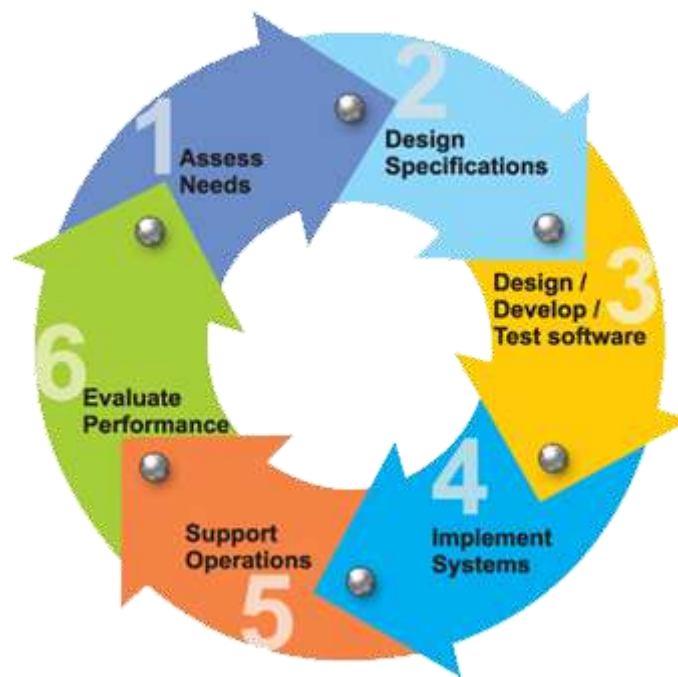 1
Assess
Needs
2
Design
Specifications
3
Design /
Develop /
Test software
4
Implement
Systems
5
Support
Operations
6
Evaluate
Performance